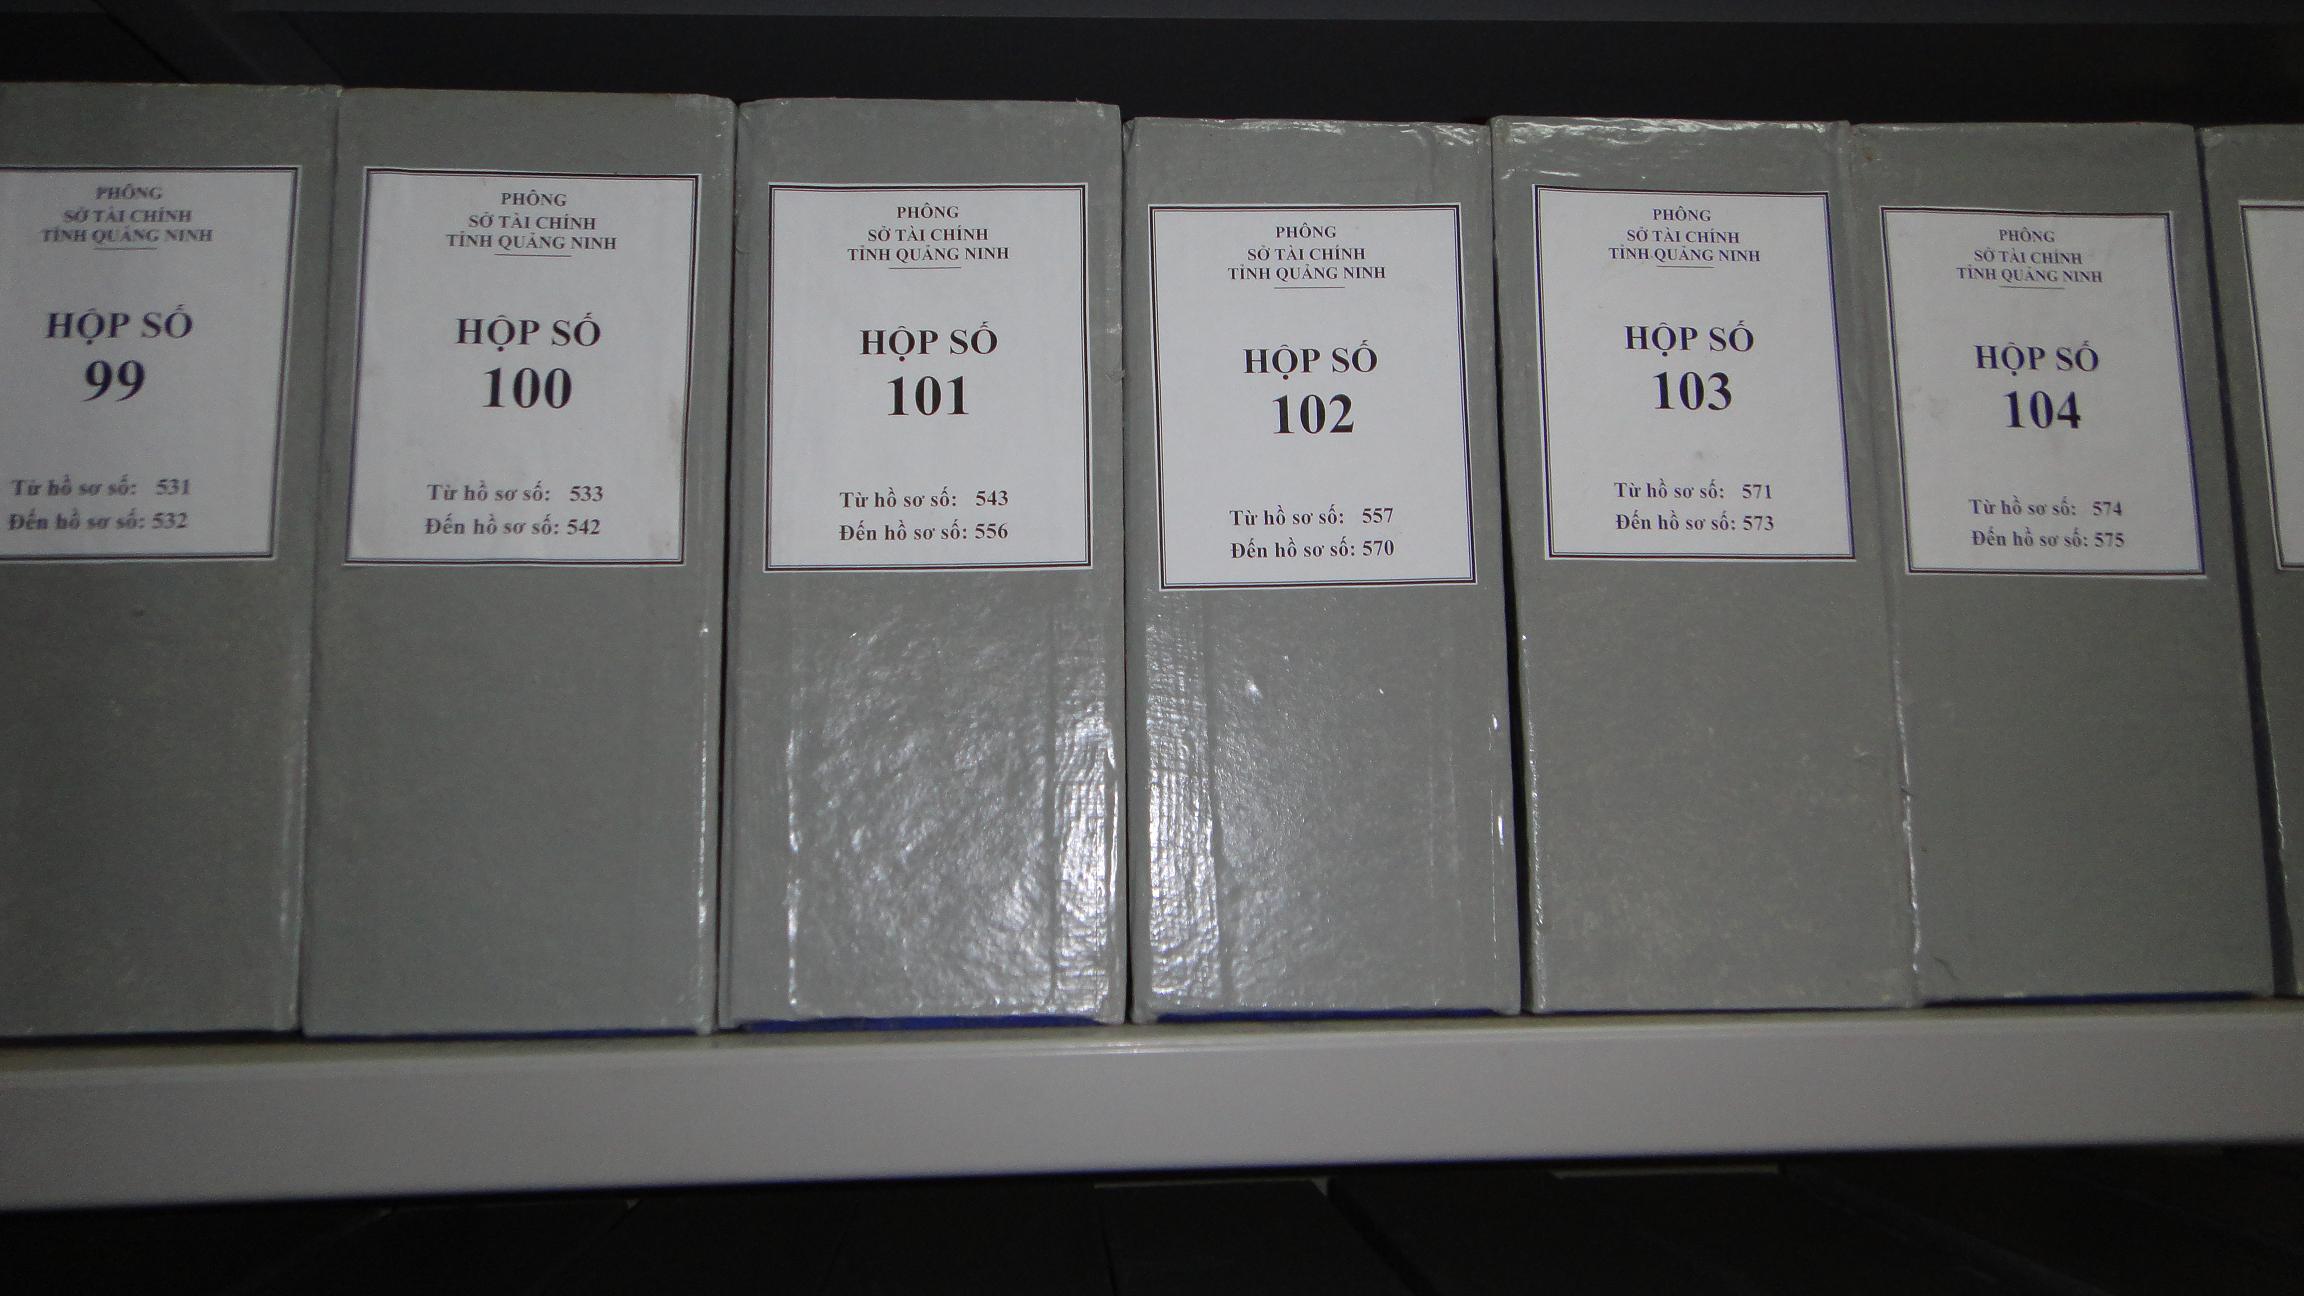 PHÔNG
SỞ TÀI CHÍNH
TỈNH QUẢNG NINH
HỘP SỐ
99
Từ hồ sơ số: 531
Đến hồ sơ số: 532
PHÔNG
SỞ TÀI CHÍNH
TỈNH QUẢNG NINH
HỘP SỐ
100
Từ hồ sơ số: 533
Đến hồ sơ số: 542
PHÔNG
SỞ TÀI CHÍNH
TỈNH QUẢNG NINH
HỘP SỐ
101
Từ hồ sơ số: 543
Đến hồ sơ số: 556
PHÔNG
SỞ TÀI CHÍNH
TỈNH QUẢNG NINH
HỘP SỐ
102
Từ hồ sơ số: 557
Đến hồ sơ số: 570
PHÔNG
SỞ TÀI CHÍNH
TỈNH QUẢNG NINH
HỘP SỐ
103
Từ hồ sơ số: 571
Đến hồ sơ số: 573
PHÔNG
SỞ TÀI CHÍNH
TỈNH QUẢNG NINH
HỘP SỐ
104
Từ hồ sơ số: 574
Đến hồ sơ số: 575